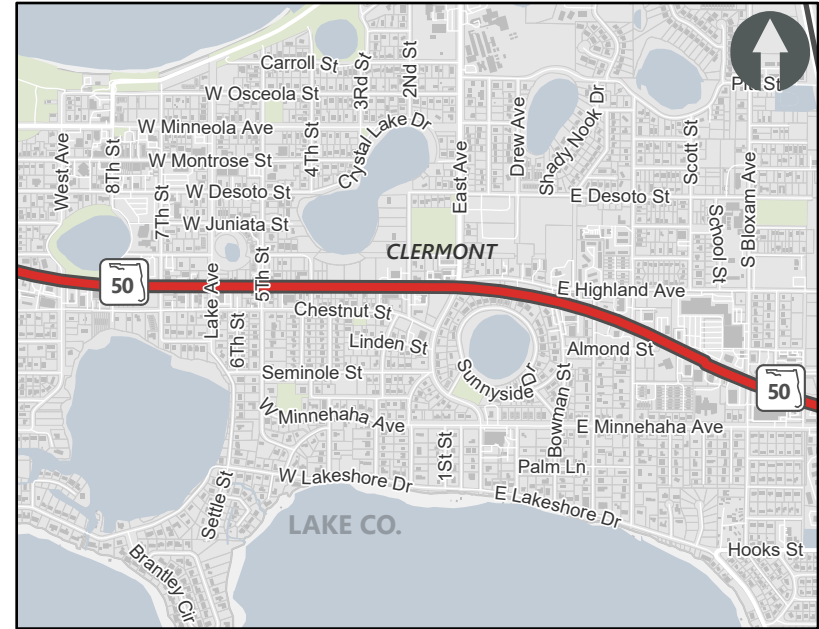 Carroll St
3Rd St
2Nd St
Pitt St
W Osceola St
Drew Ave
Shady Nook Dr
W Minneola Ave
4Th St
Crystal Lake Dr
Scott St
West Ave
8Th St
W Montrose St
East Ave
W Desoto St
E Desoto St
7Th St
W Juniata St
School St
S Bloxam Ave
CLERMONT
5Th St
50
Lake Ave
E Highland Ave
Chestnut St
6Th St
Linden St
Almond St
Seminole St
Sunnyside Dr
50
Bowman St
W Minnehaha Ave
E Minnehaha Ave
1St St
Palm Ln
W Lakeshore Dr
Settle St
E Lakeshore Dr
LAKE CO.
Hooks St
Brantley Cir